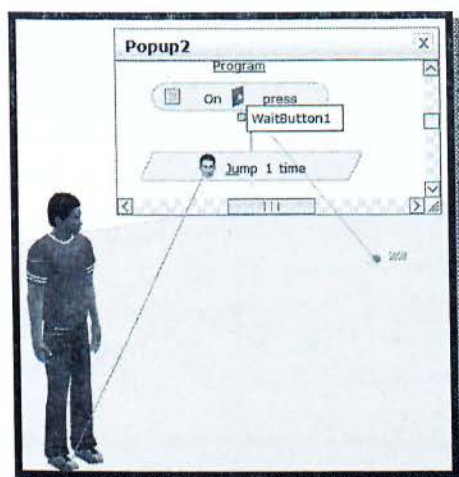 Popup2 X
Program
On press
WaitButton1
Jump 1 time